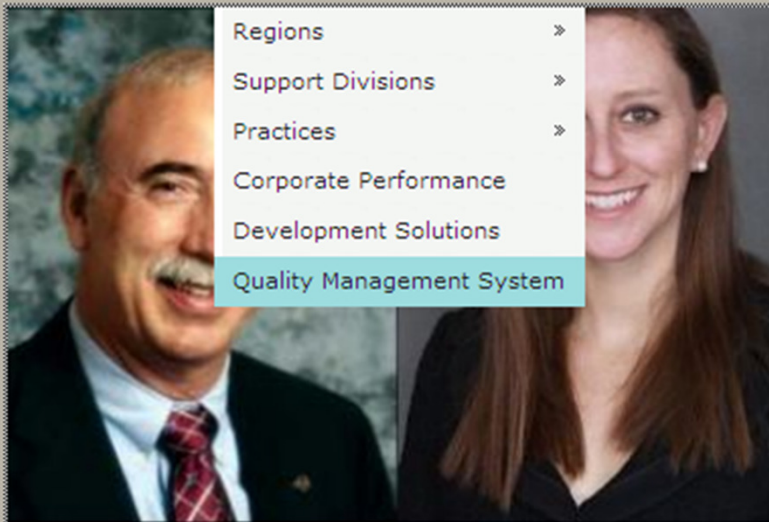 Regions »
Support Divisions »
Practices »
Corporate Performance
Development Solutions
Quality Management System